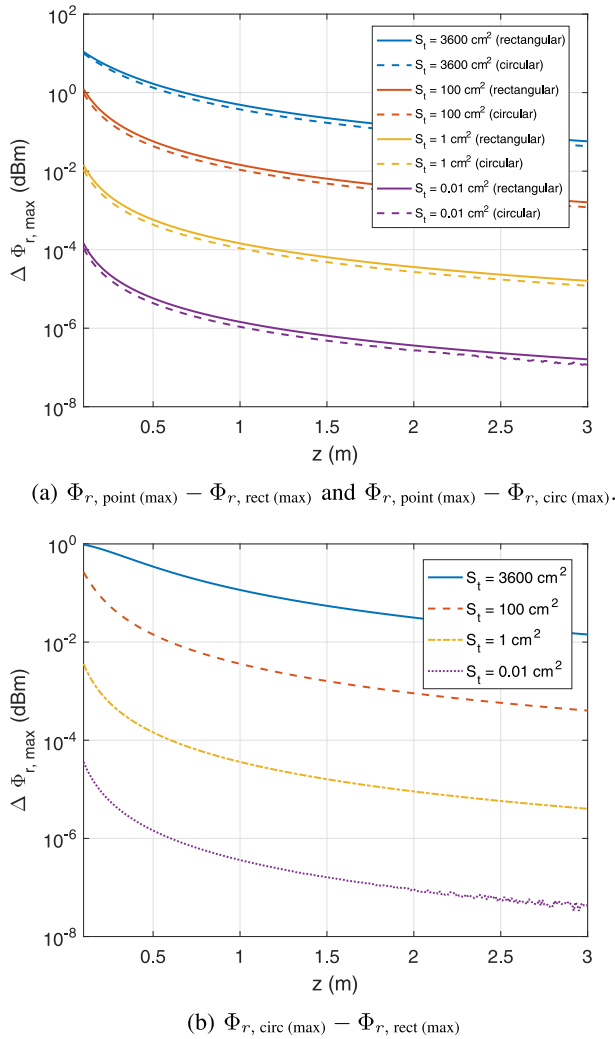 10^2
10^0
10^-2
10^-4
10^-6
10^-8
Δ Φ_r, max (dBm)
S_t = 3600 cm^2 (rectangular)
S_t = 3600 cm^2 (circular)
S_t = 100 cm^2 (rectangular)
S_t = 100 cm^2 (circular)
S_t = 1 cm^2 (rectangular)
S_t = 1 cm^2 (circular)
S_t = 0.01 cm^2 (rectangular)
S_t = 0.01 cm^2 (circular)
0.5 1 1.5 2 2.5 3
z (m)
(a) Φ_r, point (max) − Φ_r, rect (max) and Φ_r, point(max) − Φ_r, circ (max).
10^0
10^-2
10^-4
10^-6
10^-8
Δ Φ_r, max (dBm)
S_t = 3600 cm^2
S_t = 100 cm^2
S_t = 1 cm^2
S_t = 0.01 cm^2
0.5 1 1.5 2 2.5 3
z (m)
(b) Φ_r, circ (max) − Φ_r, rect (max)